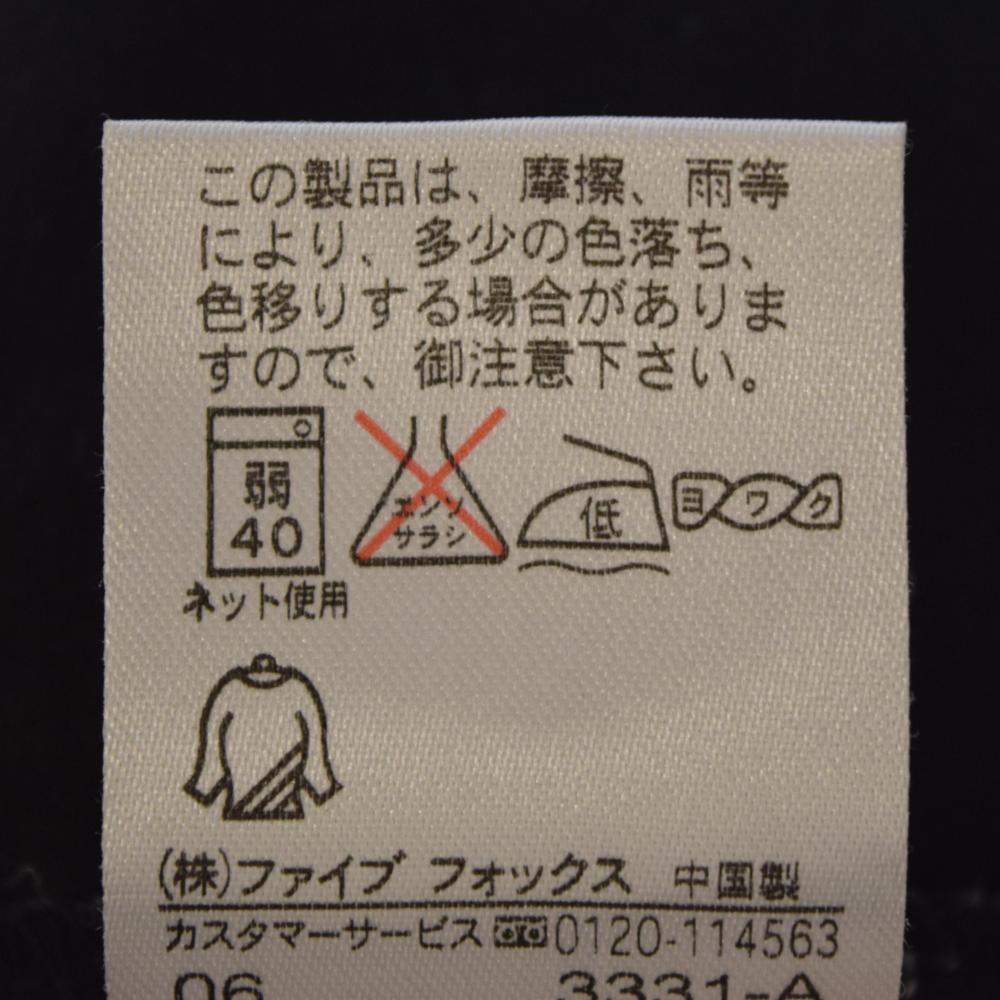 この製品は、摩擦、雨等
により、多少の色落ち、
色移りする場合がありま
すので、御注意下さい。
弱
40
エンソ
サラシ
低
ヨワク
ネット使用
(株)ファイブ フォックス 中国製
カスタマーサービス 0120-114563
06 3331-A